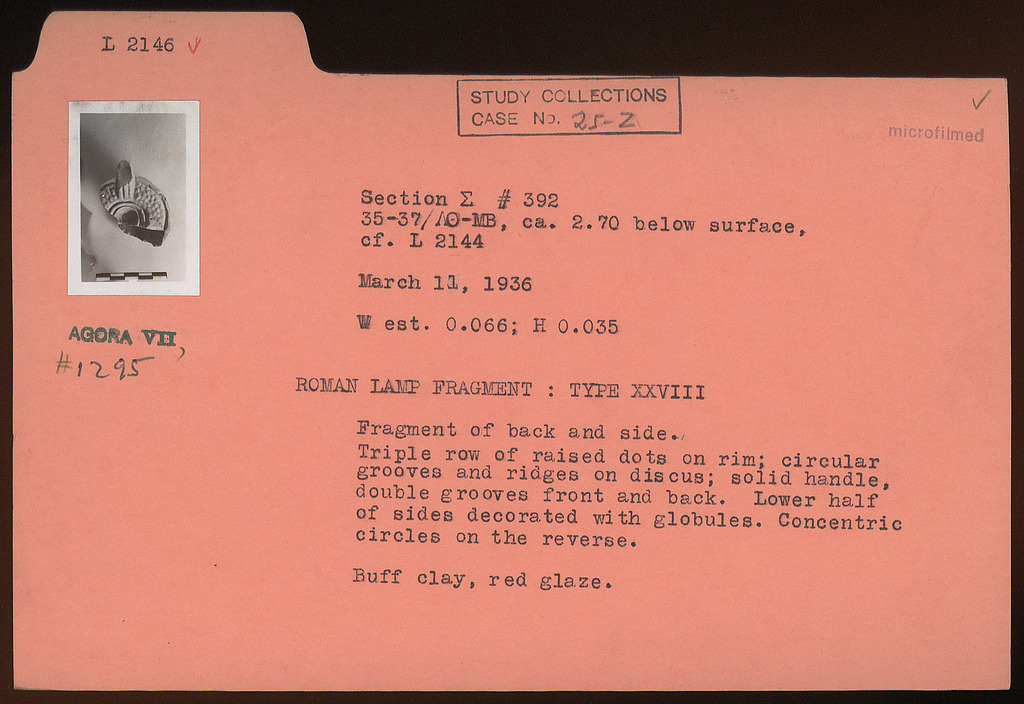 L 2146 ✓
STUDY COLLECTIONS
CASE No. 25-Z
✓
microfilmed
Section Σ # 392
35-37/ΛΘ-MB, ca. 2.70 below surface,
cf. L 2144
March 11, 1936
W est. 0.066; H 0.035
AGORA VII,
#1295
ROMAN LAMP FRAGMENT : TYPE XXVIII
Fragment of back and side.
Triple row of raised dots on rim; circular
grooves and ridges on discus; solid handle,
double grooves front and back. Lower half
of sides decorated with globules. Concentric
circles on the reverse.
Buff clay, red glaze.